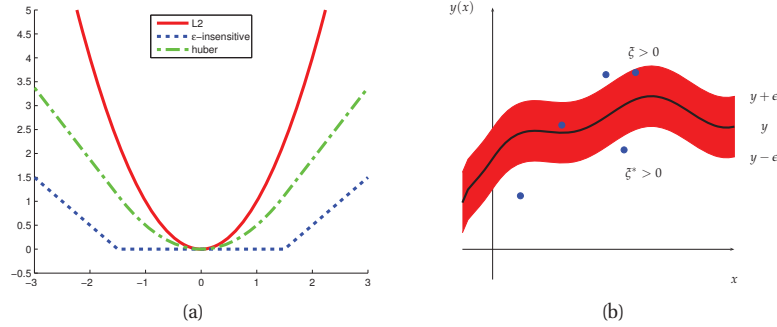 5
4.5
4
3.5
3
2.5
2
1.5
1
0.5
0
−0.5
−3 −2 −1 0 1 2 3
L2
ε−insensitive
huber
(a)
y(x)
ξ > 0
y + ϵ
y
y − ϵ
ξ* > 0
x
(b)